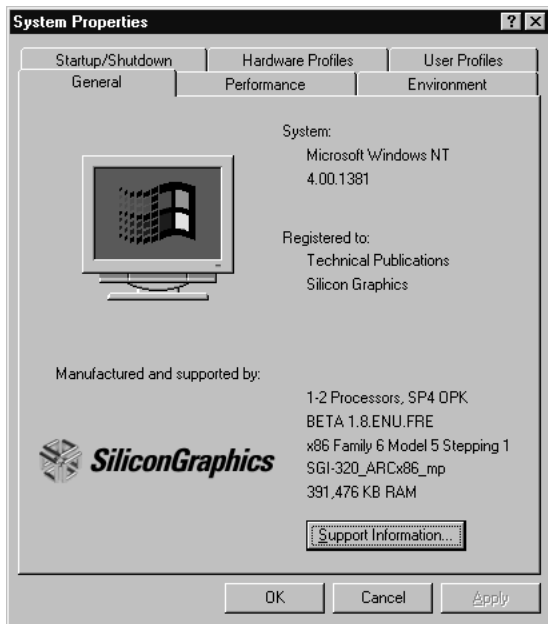 System Properties
Startup/Shutdown Hardware Profiles User Profiles
General Performance Environment
System:
Microsoft Windows NT
4.00.1381
Registered to:
Technical Publications
Silicon Graphics
Manufactured and supported by:
SiliconGraphics
1-2 Processors, SP4 OPK
BETA 1.8.ENU.FRE
x86 Family 6 Model 5 Stepping 1
SGI-320_ARCx86_mp
391,476 KB RAM
Support Information...
OK Cancel Apply